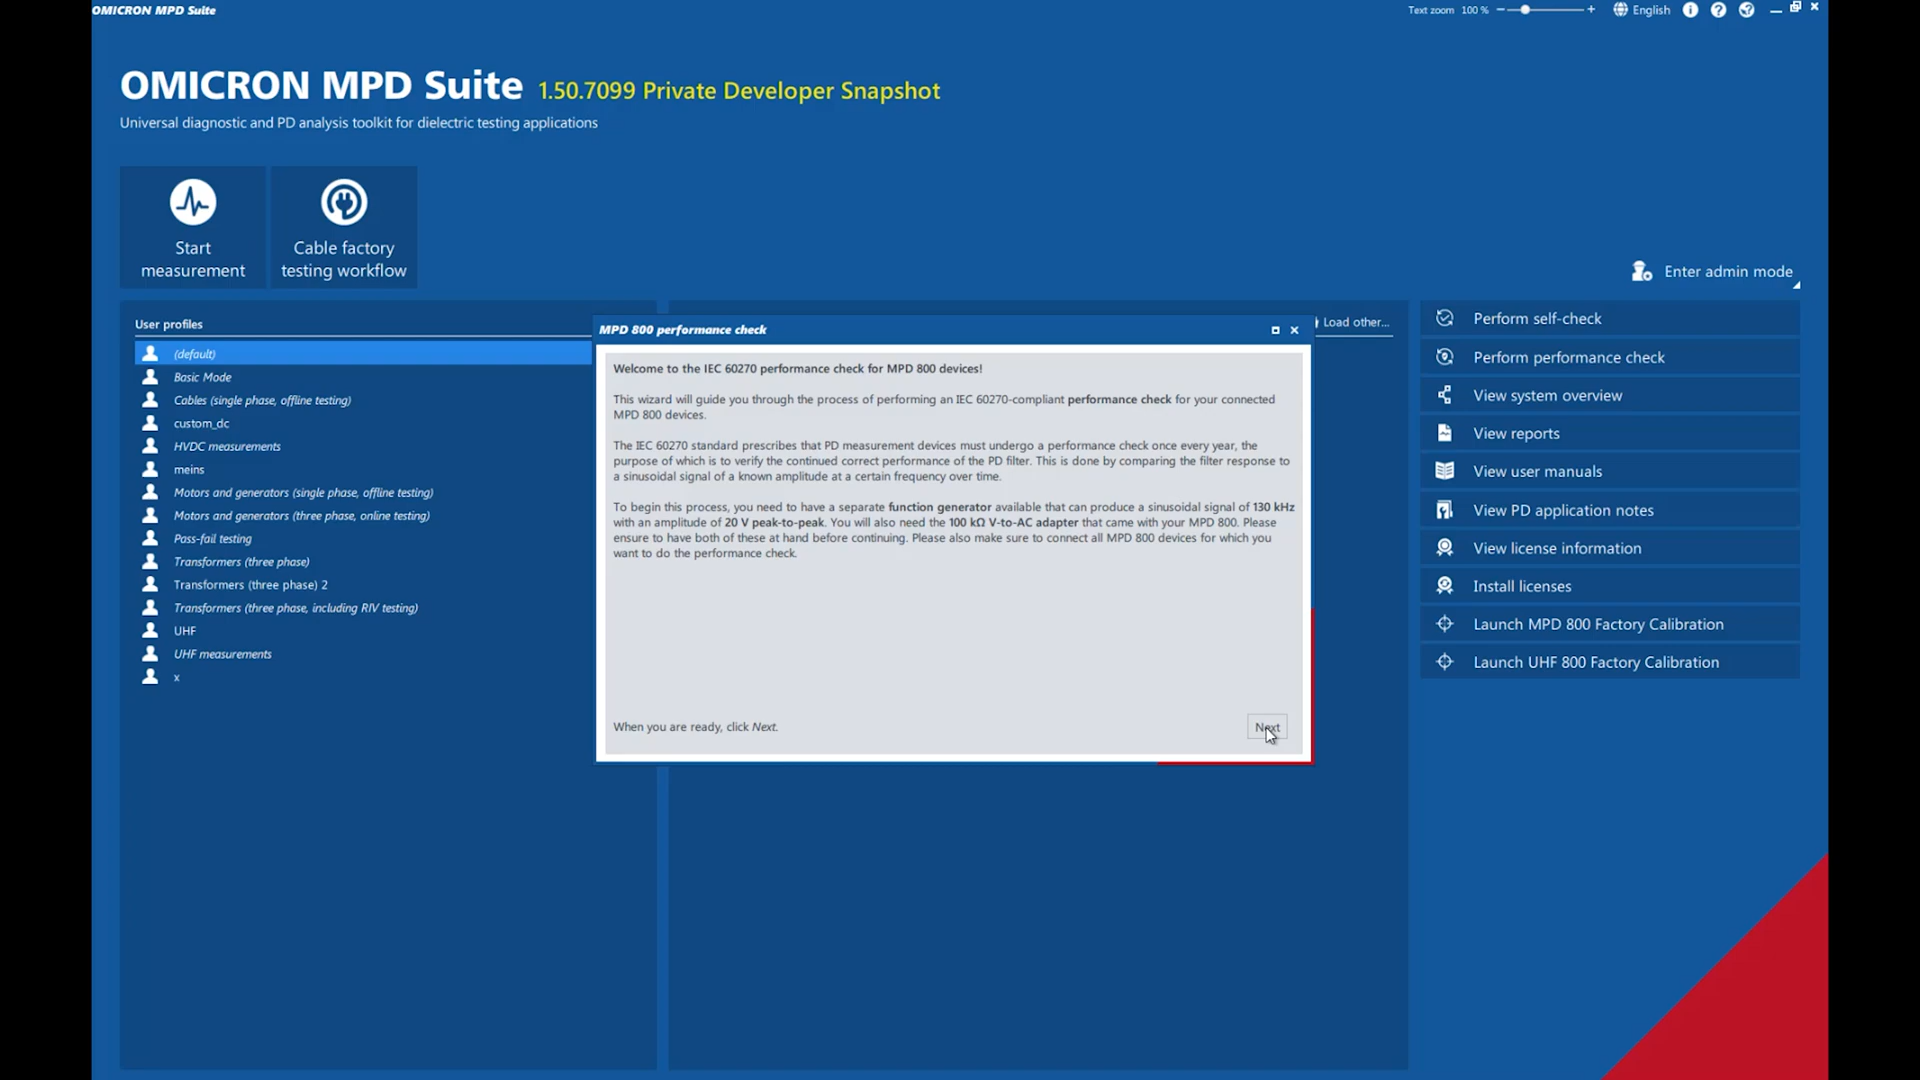 OMICRON MPD Suite
Text zoom 100 % − +
English
OMICRON MPD Suite 1.50.7099 Private Developer Snapshot
Universal diagnostic and PD analysis toolkit for dielectric testing applications
Start
measurement
Cable factory
testing workflow
Enter admin mode
User profiles
(default)
Basic Mode
Cables (single phase, offline testing)
custom_dc
HVDC measurements
meins
Motors and generators (single phase, offline testing)
Motors and generators (three phase, online testing)
Pass-fail testing
Transformers (three phase)
Transformers (three phase) 2
Transformers (three phase, including RIV testing)
UHF
UHF measurements
x
Load other...
MPD 800 performance check
Welcome to the IEC 60270 performance check for MPD 800 devices!
This wizard will guide you through the process of performing an IEC 60270-compliant performance check for your connected
MPD 800 devices.
The IEC 60270 standard prescribes that PD measurement devices must undergo a performance check once every year, the
purpose of which is to verify the continued correct performance of the PD filter. This is done by comparing the filter response to
a sinusoidal signal of a known amplitude at a certain frequency over time.
To begin this process, you need to have a separate function generator available that can produce a sinusoidal signal of 130 kHz
with an amplitude of 20 V peak-to-peak. You will also need the 100 kΩ V-to-AC adapter that came with your MPD 800. Please
ensure to have both of these at hand before continuing. Please also make sure to connect all MPD 800 devices for which you
want to do the performance check.
When you are ready, click Next.
Next
Perform self-check
Perform performance check
View system overview
View reports
View user manuals
View PD application notes
View license information
Install licenses
Launch MPD 800 Factory Calibration
Launch UHF 800 Factory Calibration